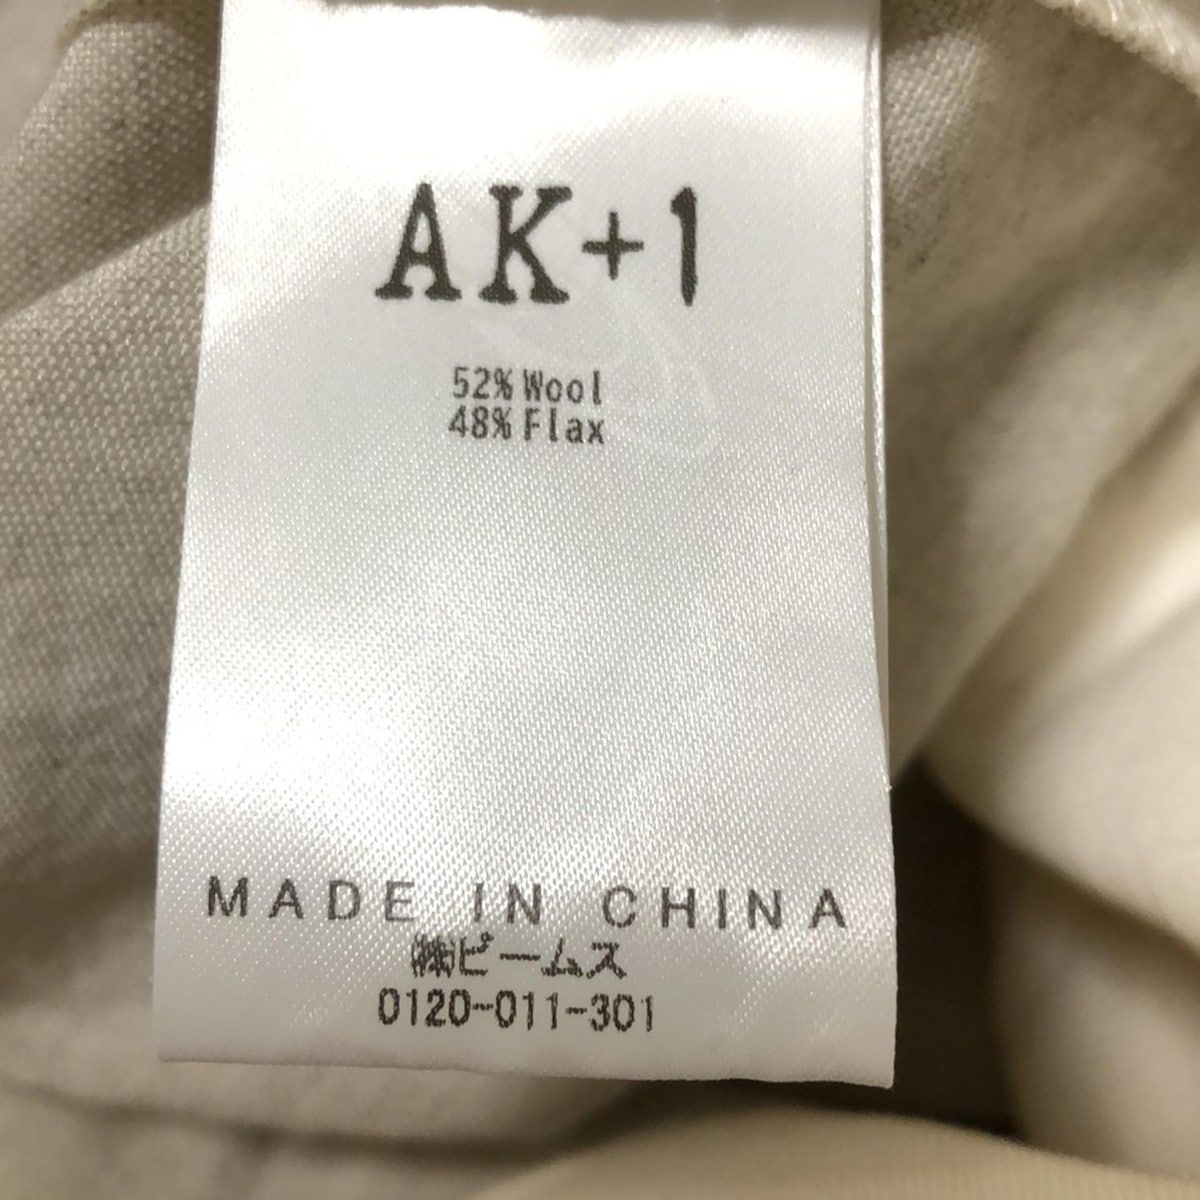 AK+1
52% Wool
48% Flax
MADE IN CHINA
㈱ビームス
0120-011-301